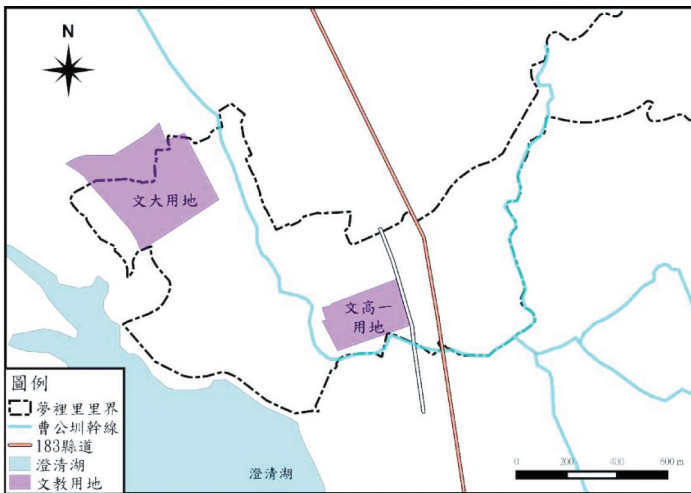 N
文大用地
文高一
用地
圖例
夢裡里里界
曹公圳幹線
183縣道
澄清湖
文教用地
澄清湖
0 200 400 600 m